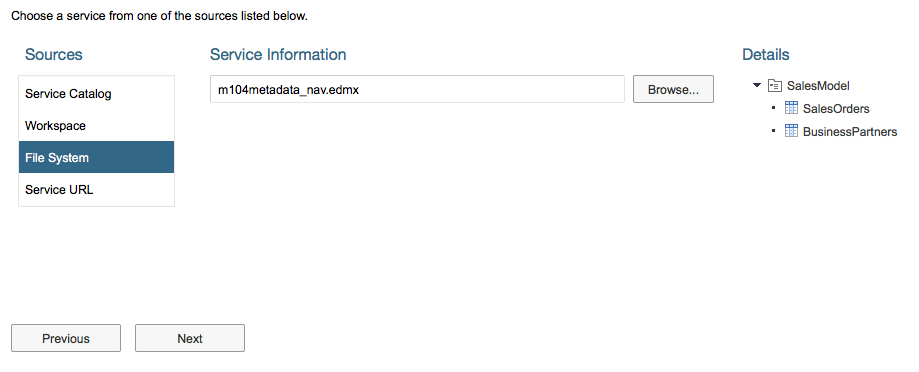 Choose a service from one of the sources listed below.
Sources
Service Catalog
Workspace
File System
Service URL
Service Information
m104metadata_nav.edmx
Browse...
Details
SalesModel
SalesOrders
BusinessPartners
Previous
Next